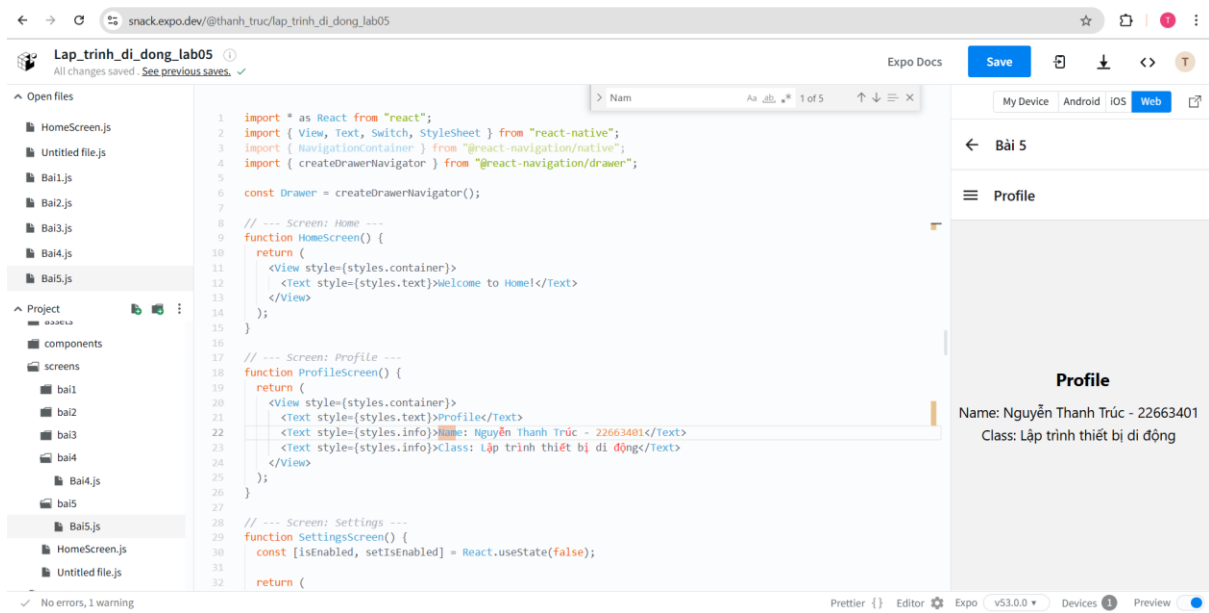 snack.expo.dev/@thanh_truc/lap_trinh_di_dong_lab05
T
Lap_trinh_di_dong_lab05
All changes saved . See previous saves.
Expo Docs
Save
T
Open files
HomeScreen.js
Untitled file.js
Bai1.js
Bai2.js
Bai3.js
Bai4.js
Bai5.js
Project
assets
components
screens
bai1
bai2
bai3
bai4
Bai4.js
bai5
Bai5.js
HomeScreen.js
Untitled file.js
Nam Aa ab 1 of 5
1 import * as React from "react";
2 import { View, Text, Switch, StyleSheet } from "react-native";
3 import { NavigationContainer } from "@react-navigation/native";
4 import { createDrawerNavigator } from "@react-navigation/drawer";
5
6 const Drawer = createDrawerNavigator();
7
8 // --- Screen: Home ---
9 function HomeScreen() {
10 return (
11 <View style={styles.container}>
12 <Text style={styles.text}>Welcome to Home!</Text>
13 </View>
14 );
15 }
16
17 // --- Screen: Profile ---
18 function ProfileScreen() {
19 return (
20 <View style={styles.container}>
21 <Text style={styles.text}>Profile</Text>
22 <Text style={styles.info}>Name: Nguyễn Thanh Trúc - 22663401</Text>
23 <Text style={styles.info}>Class: Lập trình thiết bị di động</Text>
24 </View>
25 );
26 }
27
28 // --- Screen: Settings ---
29 function SettingsScreen() {
30 const [isEnabled, setIsEnabled] = React.useState(false);
31
32 return (
My Device Android iOS Web
Bài 5
Profile
Profile
Name: Nguyễn Thanh Trúc - 22663401
Class: Lập trình thiết bị di động
No errors, 1 warning
Prettier { } Editor Expo v53.0.0 Devices 1 Preview